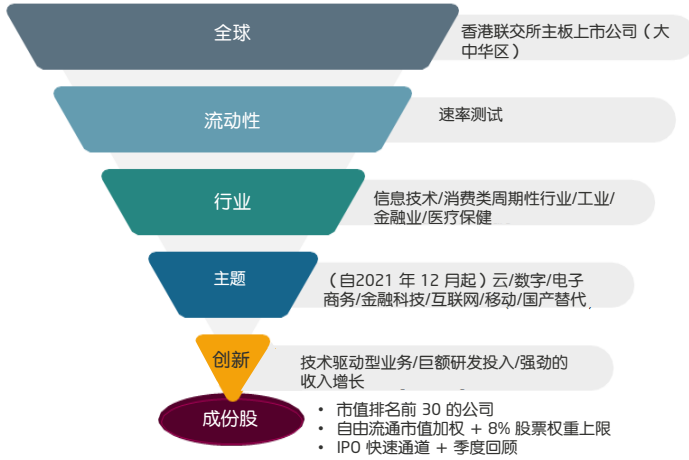 全球
香港联交所主板上市公司（大
中华区）
流动性
速率测试
行业
信息技术/消费类周期性行业/工业/
金融业/医疗保健
主题
（自2021 年 12 月起）云/数字/电子
商务/金融科技/互联网/移动/国产替代
创新
技术驱动型业务/巨额研发投入/强劲的
收入增长
成份股
• 市值排名前 30 的公司
• 自由流通市值加权 + 8% 股票权重上限
• IPO 快速通道 + 季度回顾